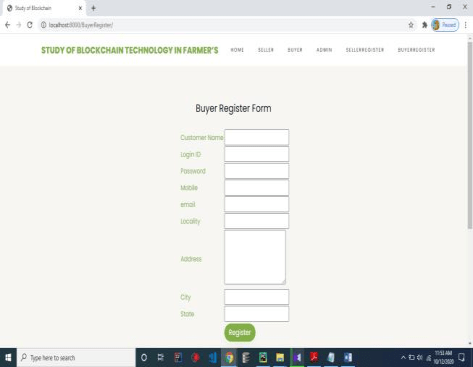 Study of Blockchain
localhost:8000/BuyerRegister/
Paused
STUDY OF BLOCKCHAIN TECHNOLOGY IN FARMER'S HOME SELLER BUYER ADMIN SELLERREGISTER BUYERREGISTER
Buyer Register Form
Customer Name
Login ID
Password
Mobile
email
Locality
Address
City
State
Register
Type here to search
11:53 AM
10/12/2020